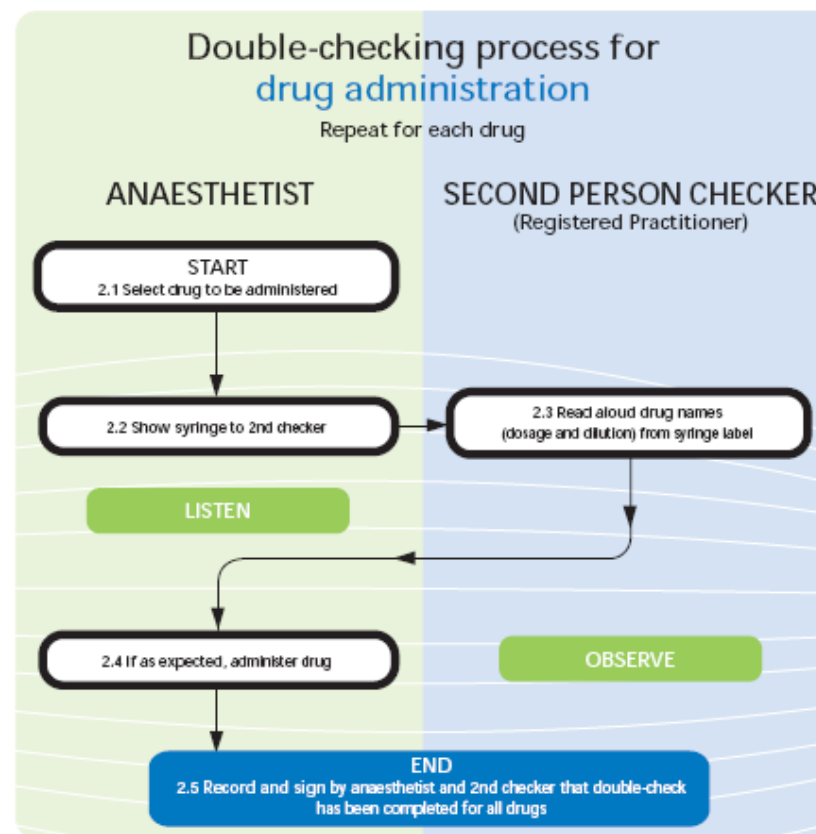 Double-checking process for
drug administration
Repeat for each drug
ANAESTHETIST
SECOND PERSON CHECKER
(Registered Practitioner)
START
2.1 Select drug to be administered
2.2 Show syringe to 2nd checker
2.3 Read aloud drug names
(dosage and dilution) from syringe label
LISTEN
2.4 If as expected, administer drug
OBSERVE
END
2.5 Record and sign by anaesthetist and 2nd checker that double-check
has been completed for all drugs